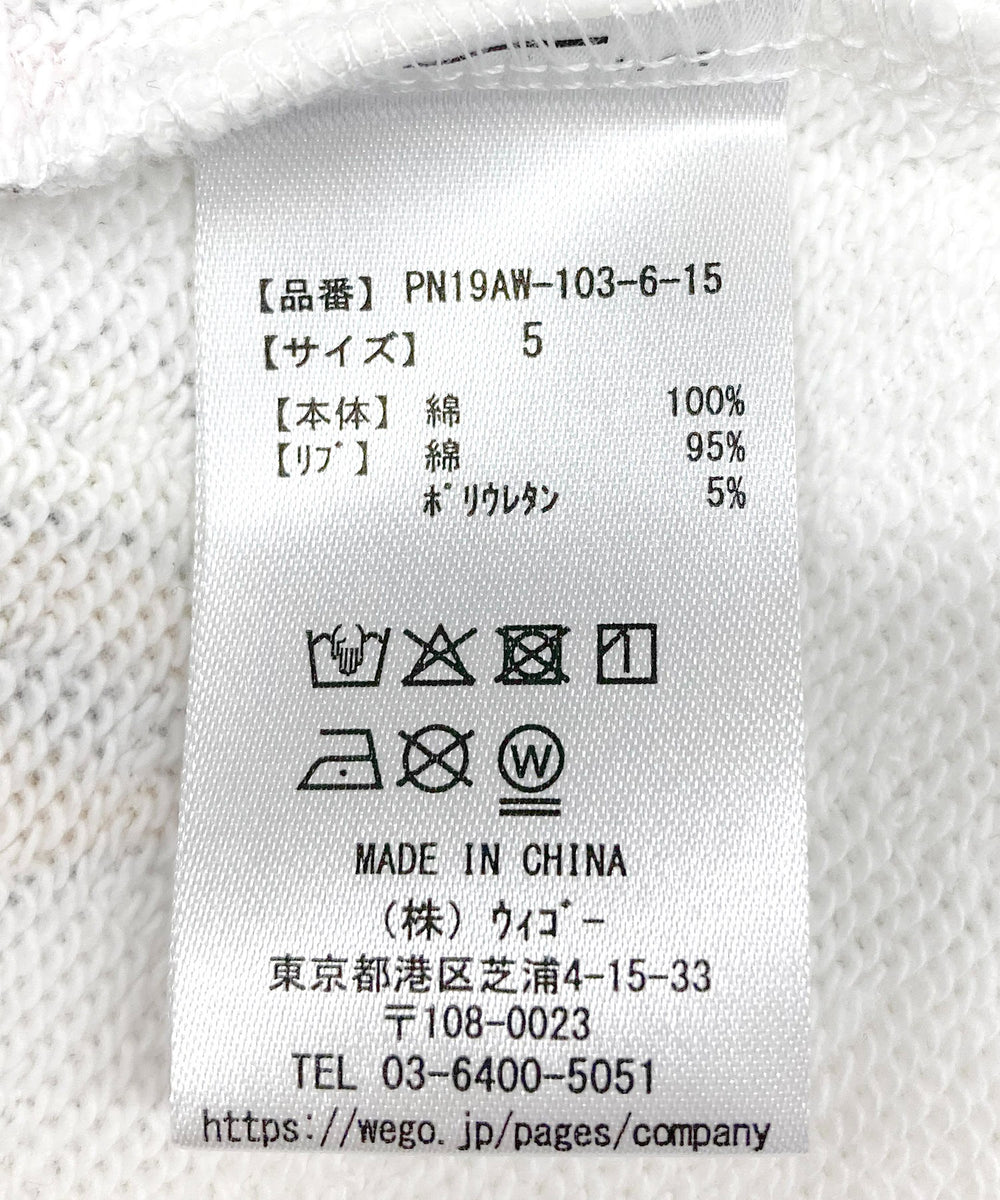 【品番】 PN19AW-103-6-15
【サイズ】 5
【本体】 綿 100%
【ﾘﾌﾞ】 綿 95%
ﾎﾟﾘｳﾚﾀﾝ 5%
W
MADE IN CHINA
(株) ｳｨｺﾞｰ
東京都港区芝浦4-15-33
〒108-0023
TEL 03-6400-5051
https://wego.jp/pages/company